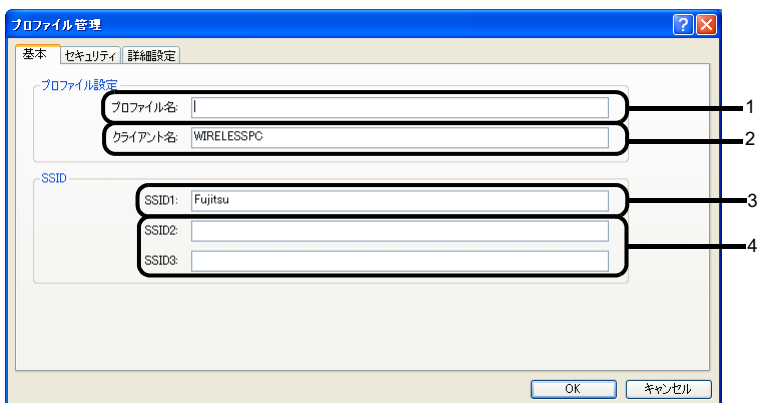 プロファイル管理
基本 セキュリティ 詳細設定
プロファイル設定
プロファイル名: 1
クライアント名: WIRELESSPC 2
SSID
SSID1: Fujitsu 3
SSID2:
4
SSID3:
OK キャンセル